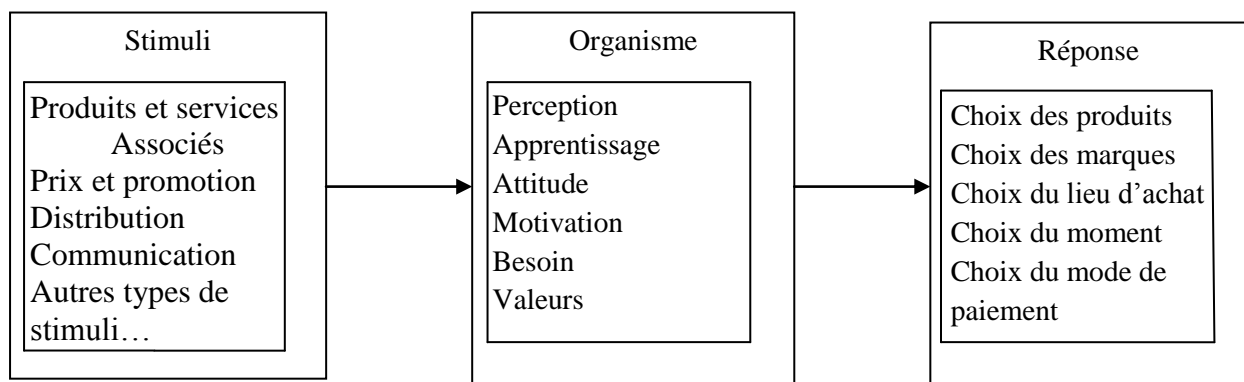 Stimuli
Produits et services
Associés
Prix et promotion
Distribution
Communication
Autres types de
stimuli…
Organisme
Perception
Apprentissage
Attitude
Motivation
Besoin
Valeurs
Réponse
Choix des produits
Choix des marques
Choix du lieu d’achat
Choix du moment
Choix du mode de
paiement